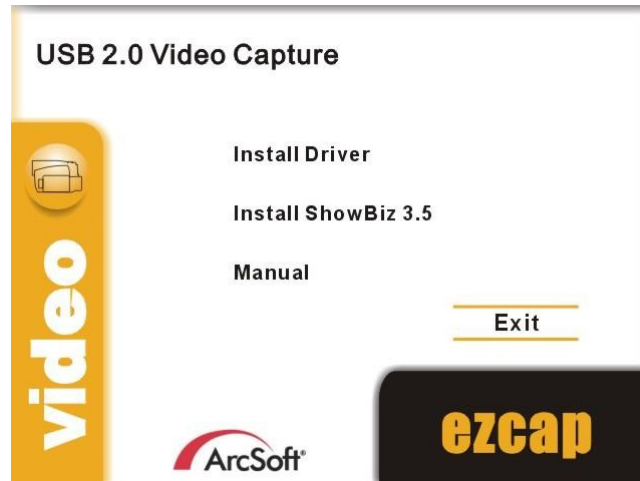 USB 2.0 Video Capture
Install Driver
Install ShowBiz 3.5
Manual
Exit
video
ArcSoft®
ezcap